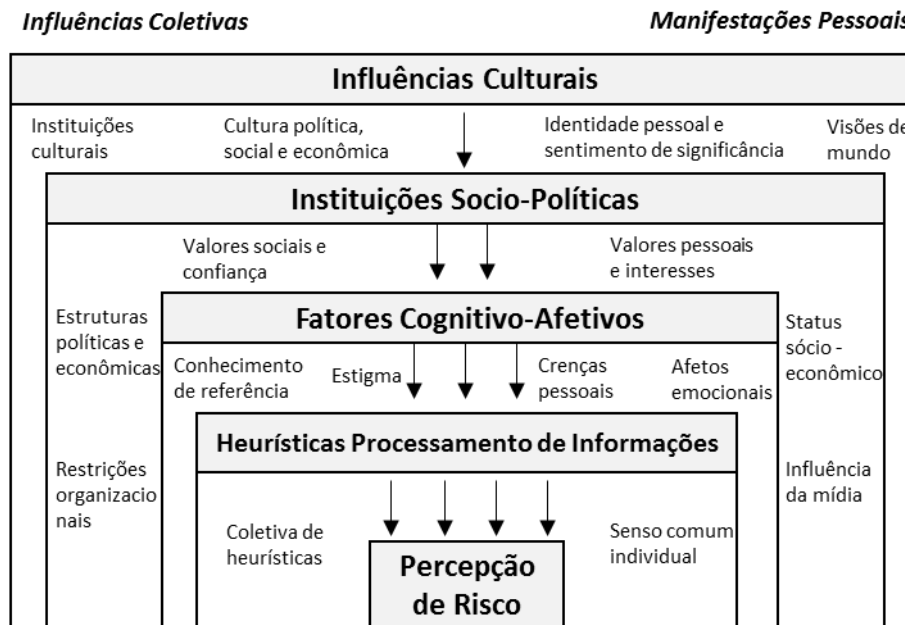 Influências Coletivas
Manifestações Pessoais
Influências Culturais
Instituições
culturais
Cultura política,
social e econômica
Identidade pessoal e
sentimento de significância
Visões de
mundo
Instituições Socio-Políticas
Valores sociais e
confiança
Valores pessoais
e interesses
Estruturas
políticas e
econômicas
Status
sócio -
econômico
Fatores Cognitivo-Afetivos
Conhecimento
de referência
Estigma
Crenças
pessoais
Afetos
emocionais
Heurísticas Processamento de Informações
Restrições
organizacio
nais
Influência
da mídia
Coletiva de
heurísticas
Senso comum
individual
Percepção
de Risco